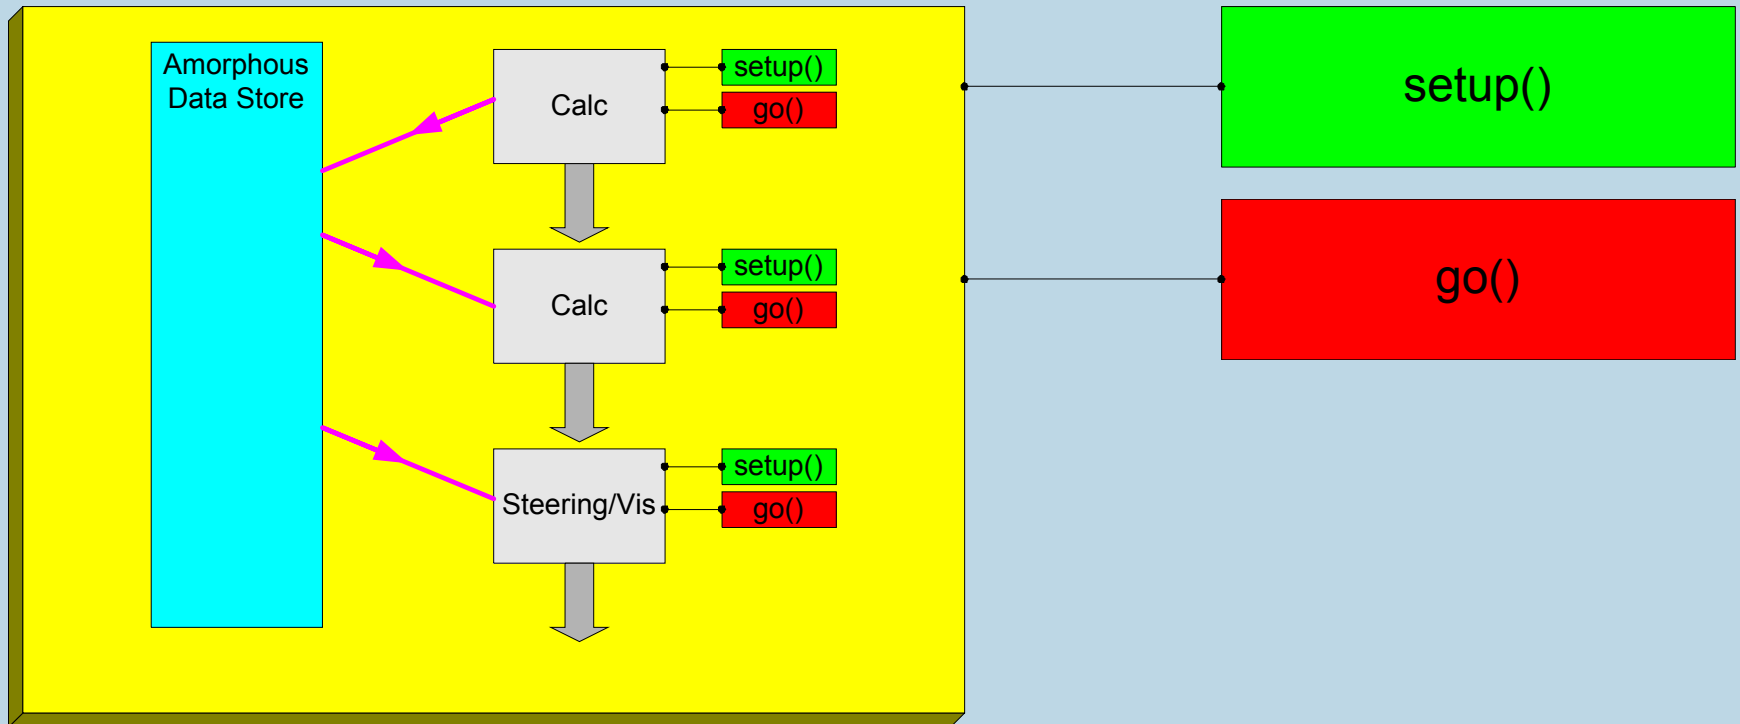 Amorphous
Data Store
Calc
setup()
go()
Calc
setup()
go()
Steering/Vis
setup()
go()
setup()
go()